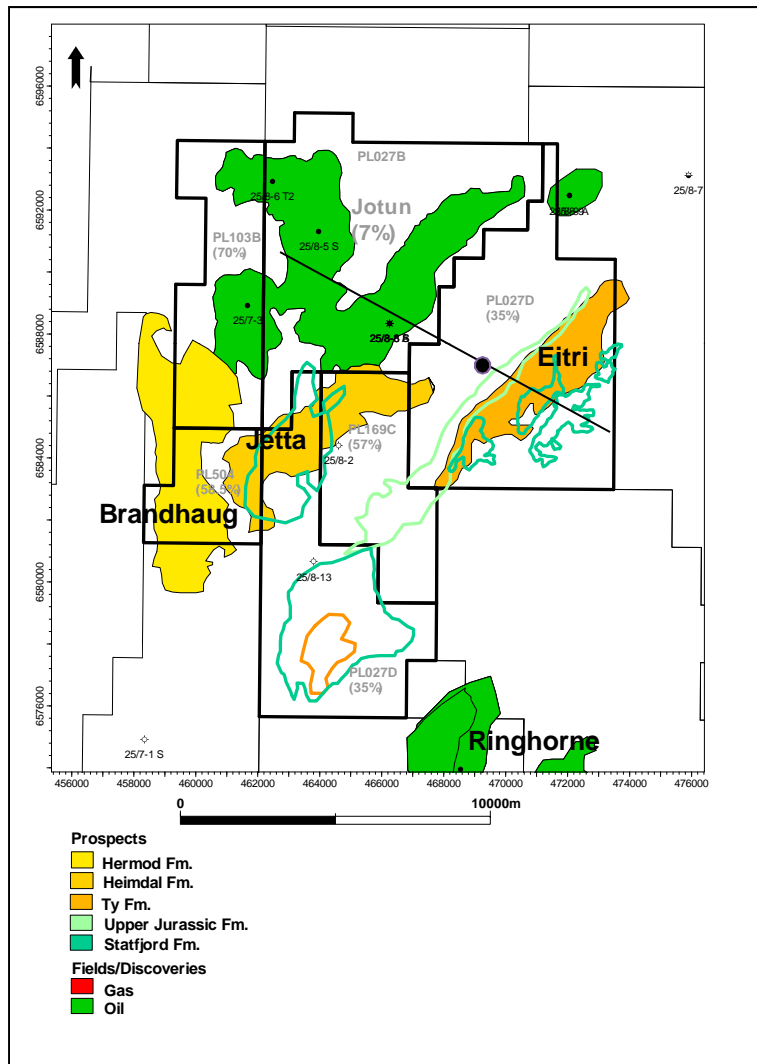 6596000
6592000
6588000
6584000
6580000
6576000
PL027B
25/8-7
25/8-6 T2
Jotun
(7%)
25/8-5 S
PL103B
(70%)
PL027D
(35%)
25/7-3
Eitri
Jetta
PL169C
(57%)
25/8-2
PL504
(58.5%)
Brandhaug
25/8-13
PL027D
(35%)
Ringhorne
25/7-1 S
456000
458000
460000
462000
464000
466000
468000
470000
472000
474000
476000
0
10000m
Prospects
Hermod Fm.
Heimdal Fm.
Ty Fm.
Upper Jurassic Fm.
Statfjord Fm.
Fields/Discoveries
Gas
Oil